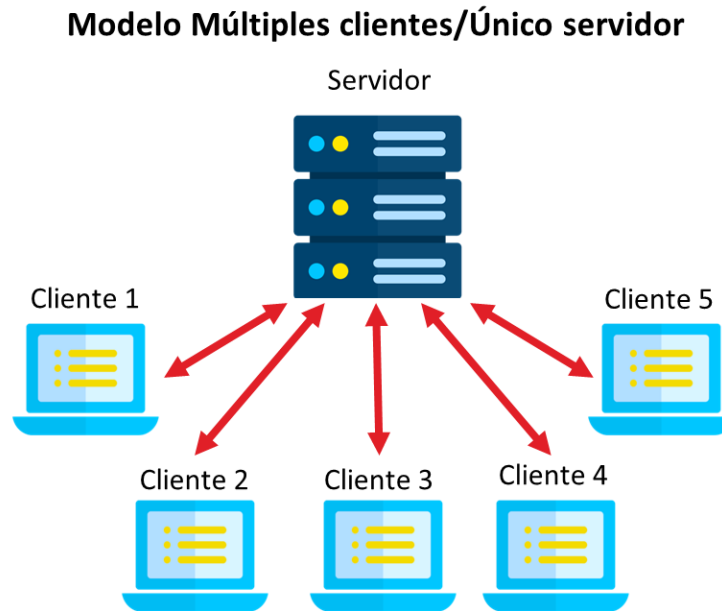 Modelo Múltiples clientes/Único servidor
Servidor
Cliente 1
Cliente 5
Cliente 2
Cliente 3
Cliente 4